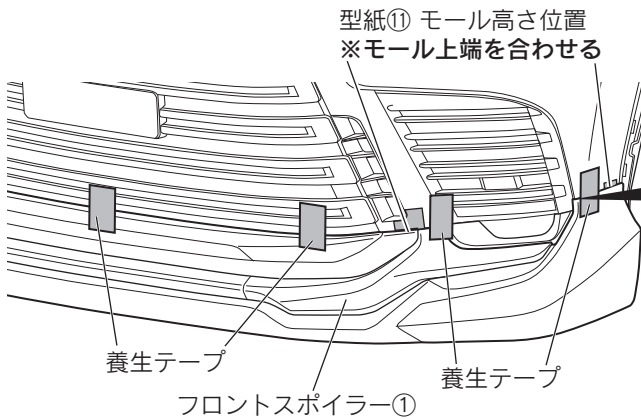 型紙⑪ モール高さ位置
※モール上端を合わせる
養生テープ
養生テープ
フロントスポイラー①